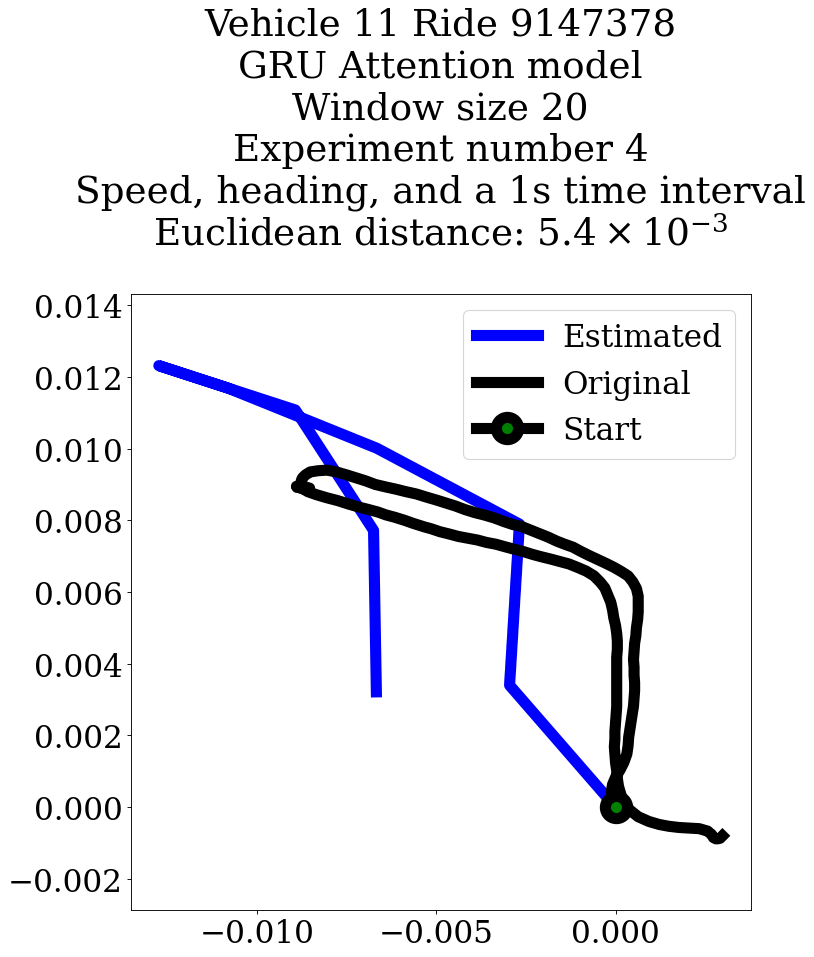 Vehicle 11 Ride 9147378
GRU Attention model
Window size 20
Experiment number 4
Speed, heading, and a 1s time interval
Euclidean distance: 5.4 × 10⁻³
0.014
0.012
0.010
0.008
0.006
0.004
0.002
0.000
−0.002
Estimated
Original
Start
−0.010
−0.005
0.000